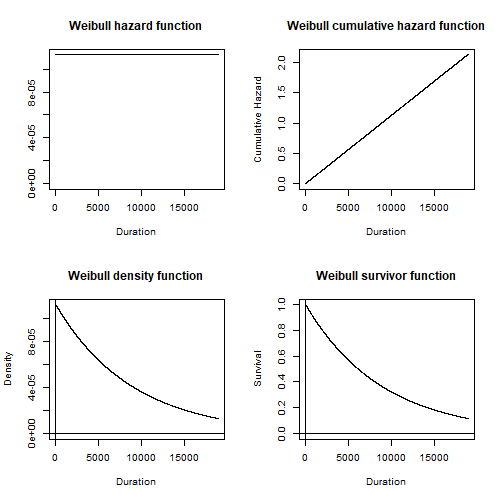 Weibull hazard function
Weibull cumulative hazard function
Cumulative Hazard
0e+00 4e-05 8e-05
0.0 0.5 1.0 1.5 2.0
0 5000 10000 15000
0 5000 10000 15000
Duration
Duration
Weibull density function
Weibull survivor function
Density
0e+00 4e-05 8e-05
Survival
0.0 0.2 0.4 0.6 0.8 1.0
0 5000 10000 15000
0 5000 10000 15000
Duration
Duration